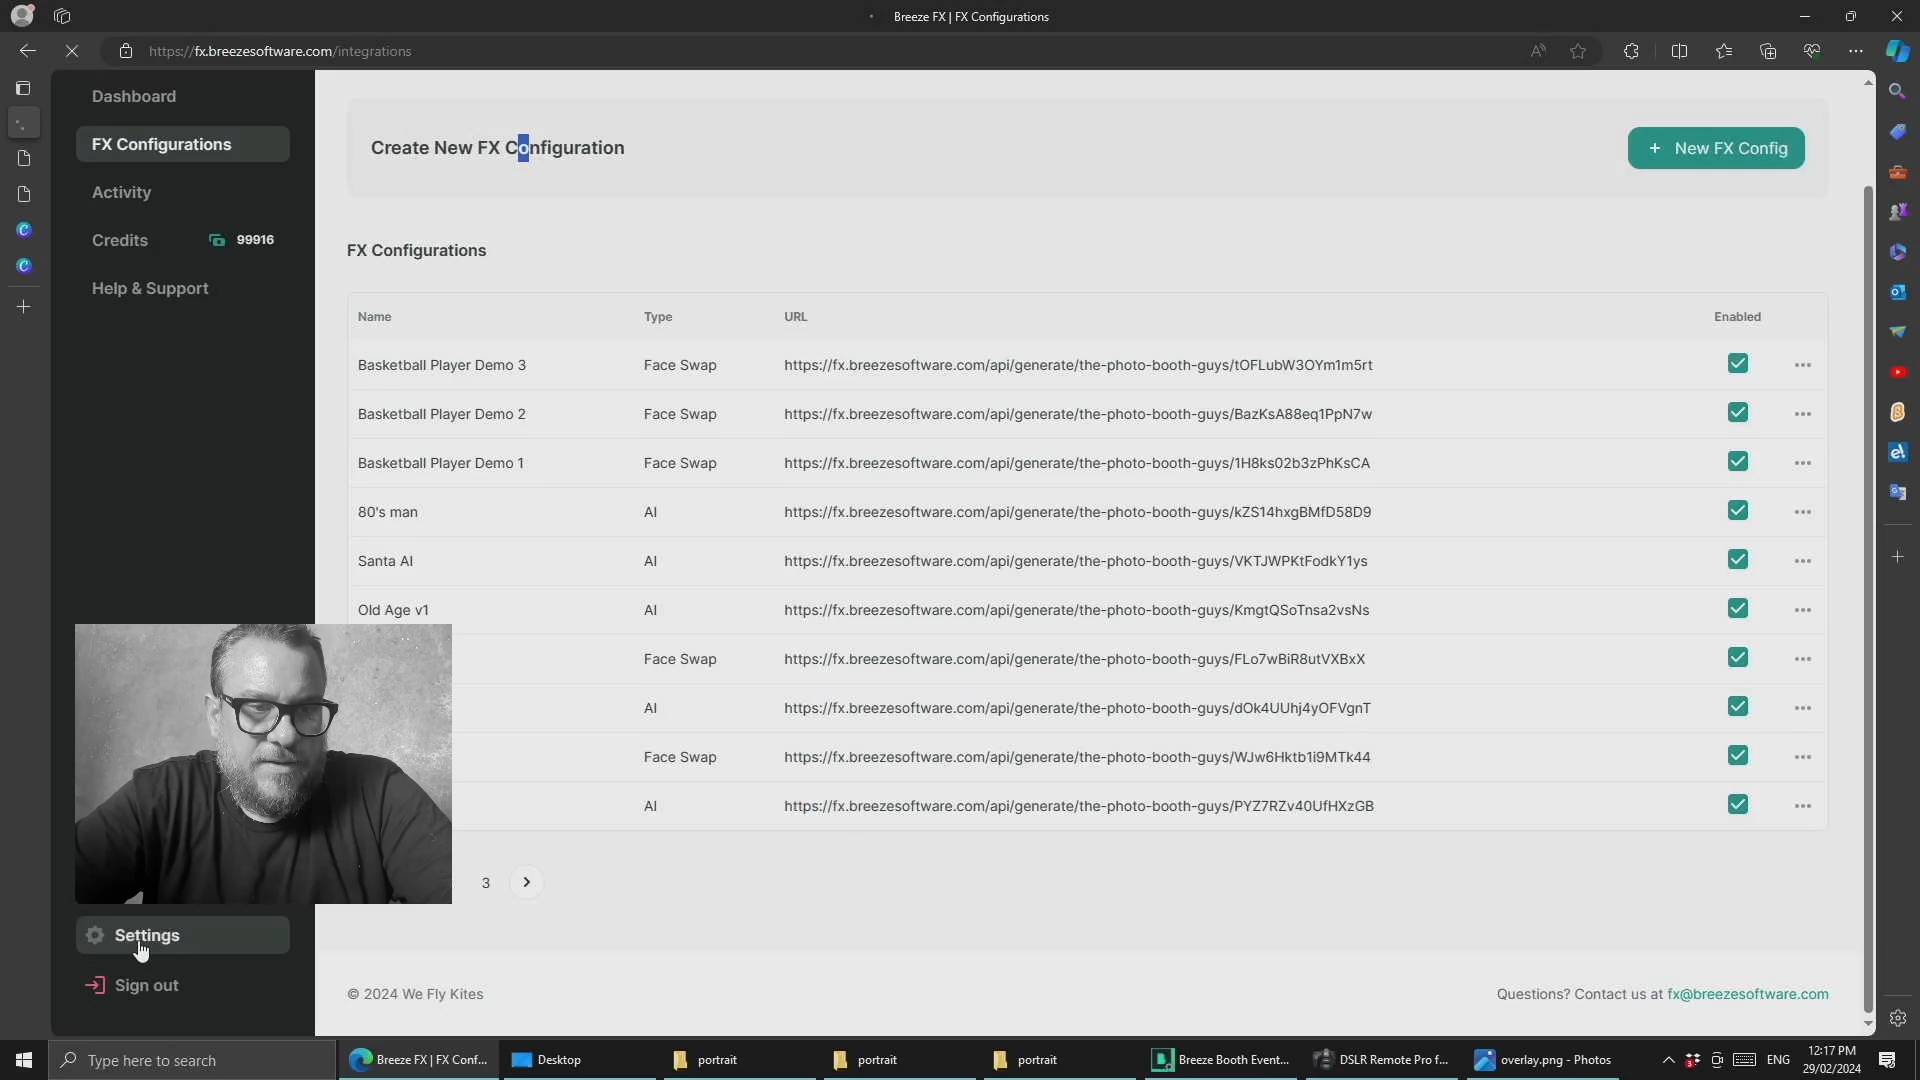 Breeze FX | FX Configurations
https://fx.breezesoftware.com/integrations
Dashboard
FX Configurations
Activity
Credits 99916
Help & Support
Settings
Sign out
Create New FX Configuration
+ New FX Config
FX Configurations
Name Type URL Enabled
Basketball Player Demo 3 Face Swap https://fx.breezesoftware.com/api/generate/the-photo-booth-guys/tOFLubW3OYm1m5rt
Basketball Player Demo 2 Face Swap https://fx.breezesoftware.com/api/generate/the-photo-booth-guys/BazKsA88eq1PpN7w
Basketball Player Demo 1 Face Swap https://fx.breezesoftware.com/api/generate/the-photo-booth-guys/1H8ks02b3zPhKsCA
80's man AI https://fx.breezesoftware.com/api/generate/the-photo-booth-guys/kZS14hxgBMfD58D9
Santa AI AI https://fx.breezesoftware.com/api/generate/the-photo-booth-guys/VKTJWPKtFodkY1ys
Old Age v1 AI https://fx.breezesoftware.com/api/generate/the-photo-booth-guys/KmgtQSoTnsa2vsNs
Face Swap https://fx.breezesoftware.com/api/generate/the-photo-booth-guys/FLo7wBiR8utVXBxX
AI https://fx.breezesoftware.com/api/generate/the-photo-booth-guys/dOk4UUhj4yOFVgnT
Face Swap https://fx.breezesoftware.com/api/generate/the-photo-booth-guys/WJw6Hktb1i9MTk44
AI https://fx.breezesoftware.com/api/generate/the-photo-booth-guys/PYZ7RZv40UfHXzGB
3
© 2024 We Fly Kites
Questions? Contact us at fx@breezesoftware.com
Type here to search
Breeze FX | FX Conf...
Desktop
portrait
portrait
portrait
Breeze Booth Event...
DSLR Remote Pro f...
overlay.png - Photos
ENG
12:17 PM
29/02/2024